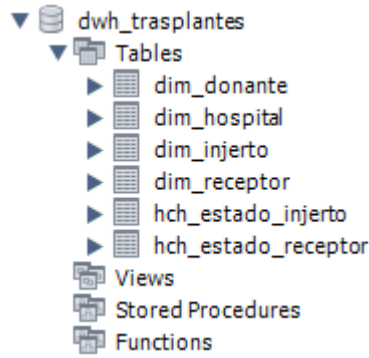 dwh_trasplantes
Tables
dim_donante
dim_hospital
dim_injerto
dim_receptor
hch_estado_injerto
hch_estado_receptor
Views
Stored Procedures
Functions